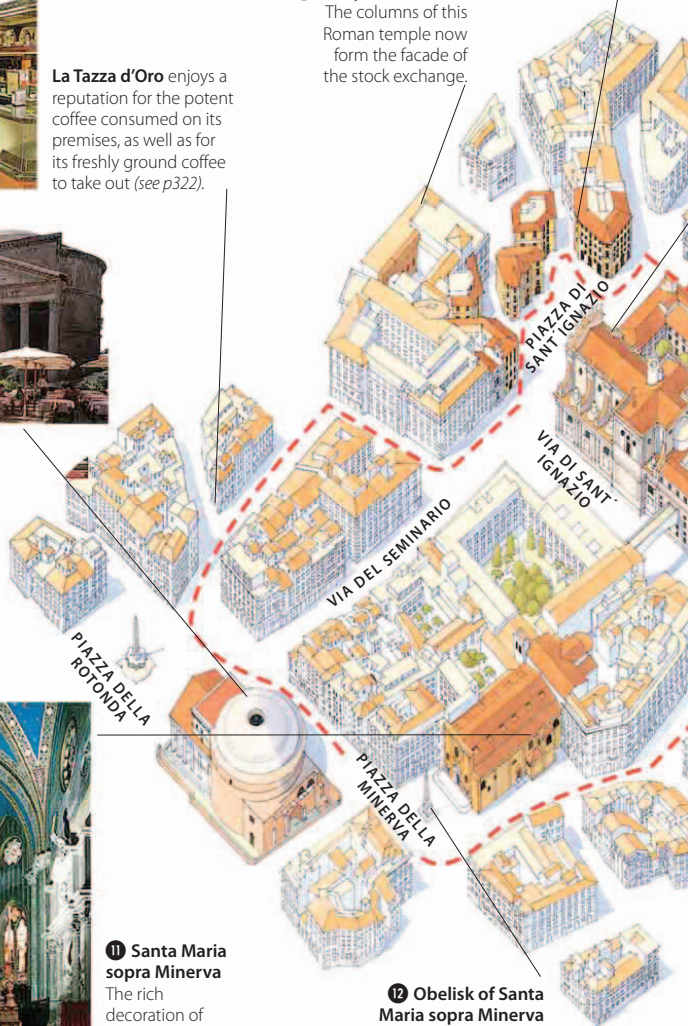 The columns of this
Roman temple now
form the facade of
the stock exchange.
La Tazza d'Oro enjoys a
reputation for the potent
coffee consumed on its
premises, as well as for
its freshly ground coffee
to take out (see p322).
PIAZZA DI
SANT' IGNAZIO
VIA DI SANT'
IGNAZIO
VIA DEL SEMINARIO
PIAZZA DELLA
ROTONDA
PIAZZA DELLA
MINERVA
11 Santa Maria
sopra Minerva
The rich
decoration of
12 Obelisk of Santa
Maria sopra Minerva